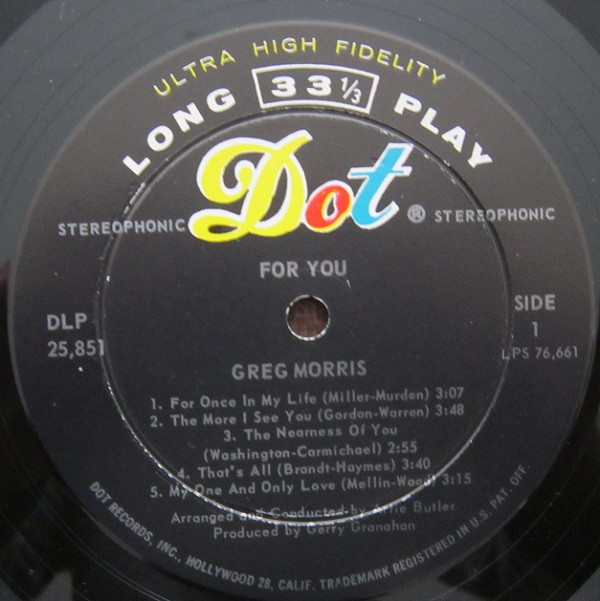 ULTRA HIGH FIDELITY
LONG 33 1/3 PLAY
Dot®
STEREOPHONIC STEREOPHONIC
FOR YOU
DLP
25,851
SIDE
1
LPS 76,661
GREG MORRIS
1. For Once In My Life (Miller-Murden) 3:07
2. The More I See You (Gordon-Warren) 3:48
3. The Nearness Of You
(Washington-Carmichael) 2:55
4. That's All (Brandt-Haymes) 3:40
5. My One And Only Love (Mellin-Wood) 3:15
Arranged and Conducted by Artie Butler
Produced by Gerry Granahan
DOT RECORDS, INC., HOLLYWOOD 28, CALIF. TRADEMARK REGISTERED IN U.S. PAT. OFF.